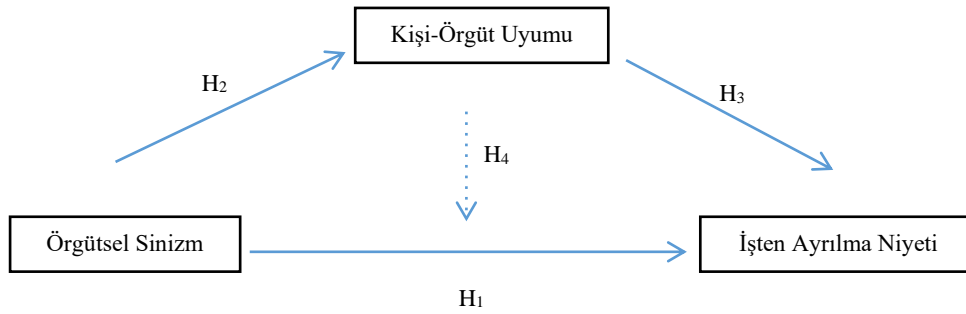 Kişi-Örgüt Uyumu
H2
H3
H4
Örgütsel Sinizm
İşten Ayrılma Niyeti
H1